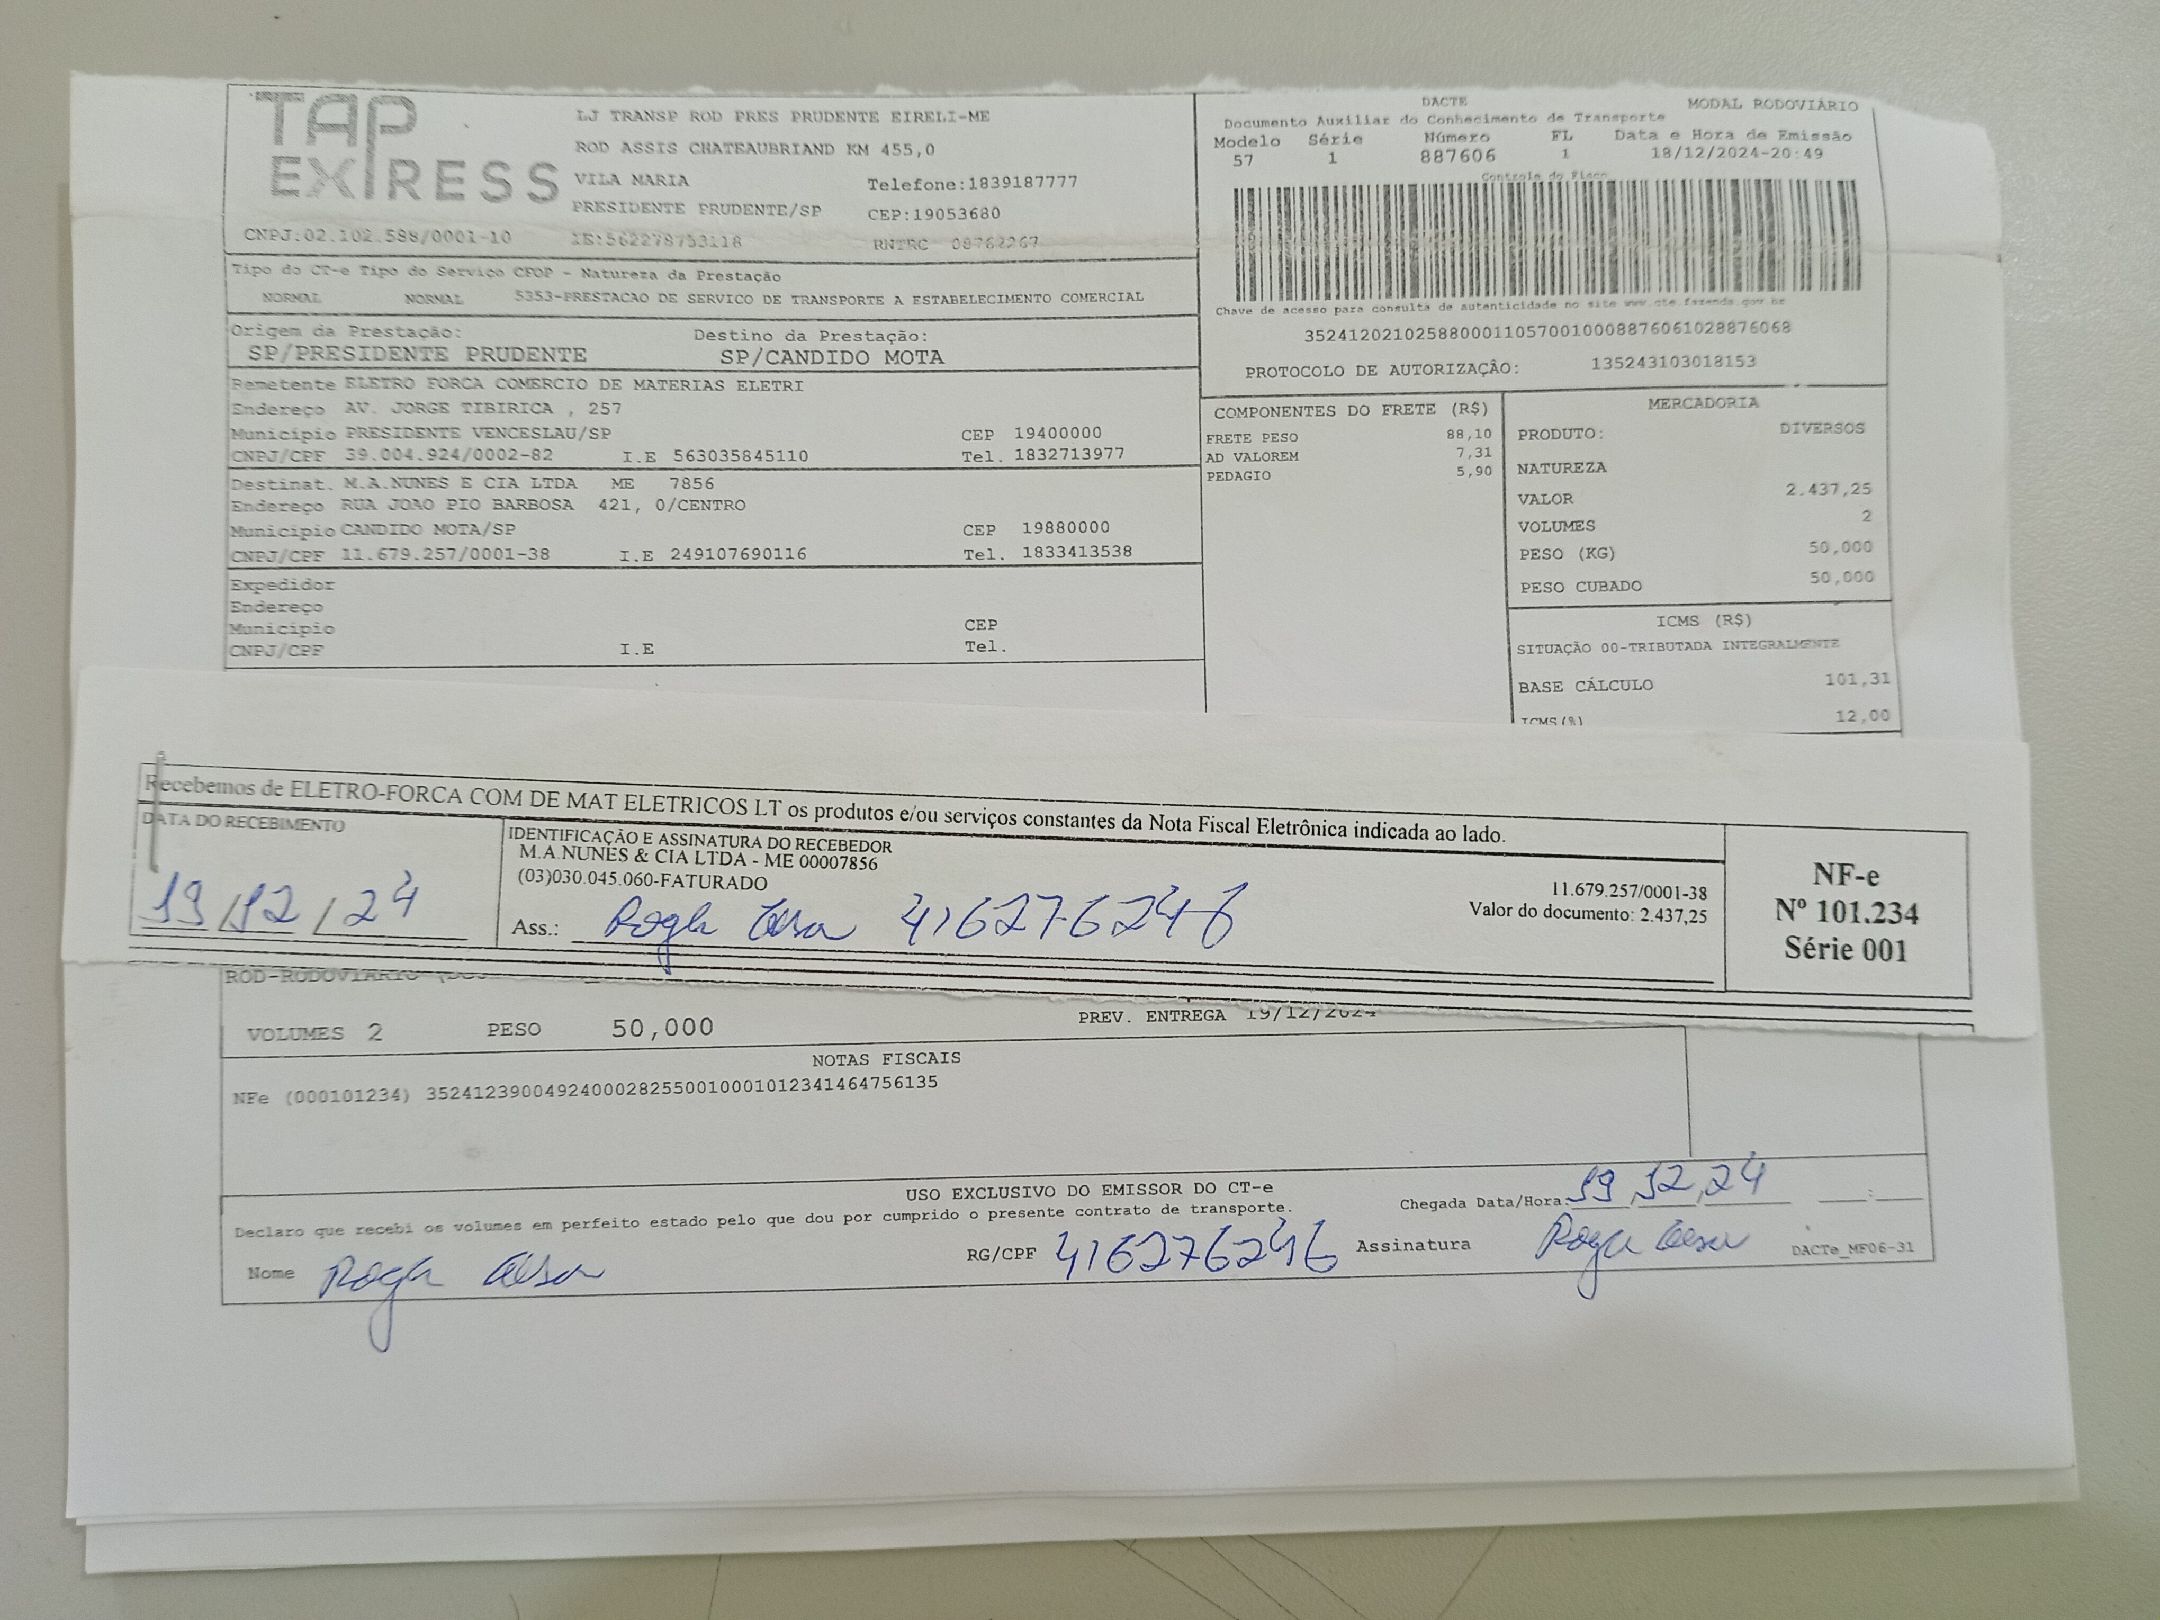 TAP EXPRESS
LJ TRANSP ROD PRES PRUDENTE EIRELI-ME
ROD ASSIS CHATEAUBRIAND KM 455,0
VILA MARIA Telefone:1839187777
PRESIDENTE PRUDENTE/SP CEP:19053680
CNPJ:02.102.588/0001-10 IE:562279753118 RNTRC 08762267
DACTE MODAL RODOVIÁRIO
Documento Auxiliar do Conhecimento de Transporte
Modelo Série Número FL Data e Hora de Emissão
57 1 887606 1 18/12/2024-20:49
Controle do Fisco
Chave de acesso para consulta de autenticidade no site www.cte.fazenda.gov.br
35241202102588000110570010008876061028876068
PROTOCOLO DE AUTORIZAÇÂO: 135243103018153
Tipo do CT-e Tipo do Serviço CFOP - Natureza da Prestação
NORMAL NORMAL 5353-PRESTACAO DE SERVICO DE TRANSPORTE A ESTABELECIMENTO COMERCIAL
Origem da Prestação: Destino da Prestação:
SP/PRESIDENTE PRUDENTE SP/CANDIDO MOTA
Remetente ELETRO FORCA COMERCIO DE MATERIAS ELETRI
Endereço AV. JORGE TIBIRICA , 257
Município PRESIDENTE VENCESLAU/SP CEP 19400000
CNPJ/CPF 39.004.924/0002-82 I.E 563035845110 Tel. 1832713977
Destinat. M.A.NUNES E CIA LTDA ME 7856
Endereço RUA JOAO PIO BARBOSA 421, 0/CENTRO
Município CANDIDO MOTA/SP CEP 19880000
CNPJ/CPF 11.679.257/0001-38 I.E 249107690116 Tel. 1833413538
Expedidor
Endereço
Município CEP
CNPJ/CPF I.E Tel.
COMPONENTES DO FRETE (R$)
FRETE PESO 88,10
AD VALOREM 7,31
PEDAGIO 5,90
MERCADORIA
PRODUTO: DIVERSOS
NATUREZA
VALOR 2.437,25
VOLUMES 2
PESO (KG) 50,000
PESO CUBADO 50,000
ICMS (R$)
SITUAÇÃO 00-TRIBUTADA INTEGRALMENTE
BASE CÁLCULO 101,31
ICMS(%) 12,00
Recebemos de ELETRO-FORCA COM DE MAT ELETRICOS LT os produtos e/ou serviços constantes da Nota Fiscal Eletrônica indicada ao lado.
DATA DO RECEBIMENTO
19/12/24
IDENTIFICAÇÃO E ASSINATURA DO RECEBEDOR
M.A.NUNES & CIA LTDA - ME 00007856
(03)030.045.060-FATURADO
11.679.257/0001-38
Valor do documento: 2.437,25
Ass.: 416276246
NF-e
Nº 101.234
Série 001
ROD-RODOVIÁRIO
VOLUMES 2 PESO 50,000 PREV. ENTREGA 19/12/2024
NOTAS FISCAIS
NFe (000101234) 35241239004924000282550010001012341464756135
USO EXCLUSIVO DO EMISSOR DO CT-e
Declaro que recebi os volumes em perfeito estado pelo que dou por cumprido o presente contrato de transporte.
Chegada Data/Hora 19/12/24
Nome RG/CPF 416276246 Assinatura DACTe_MF06-31